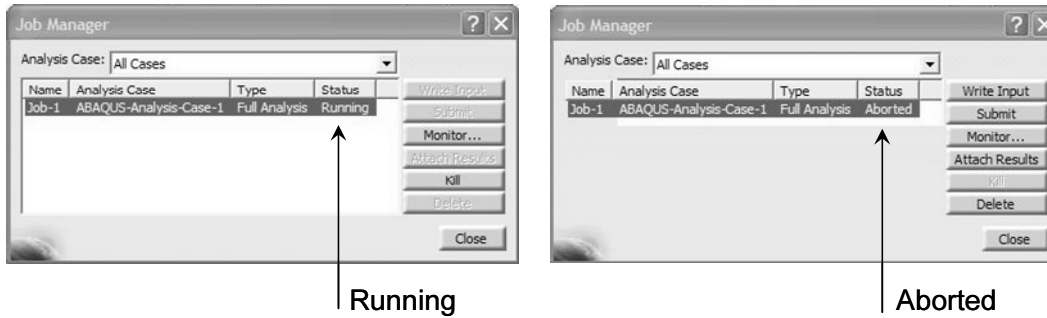 Job Manager
Analysis Case: All Cases
Name Analysis Case Type Status
Job-1 ABAQUS-Analysis-Case-1 Full Analysis Running
Write Input
Submit
Monitor...
Attach Results
Kill
Delete
Close
Running
Job Manager
Analysis Case: All Cases
Name Analysis Case Type Status
Job-1 ABAQUS-Analysis-Case-1 Full Analysis Aborted
Write Input
Submit
Monitor...
Attach Results
Kill
Delete
Close
Aborted